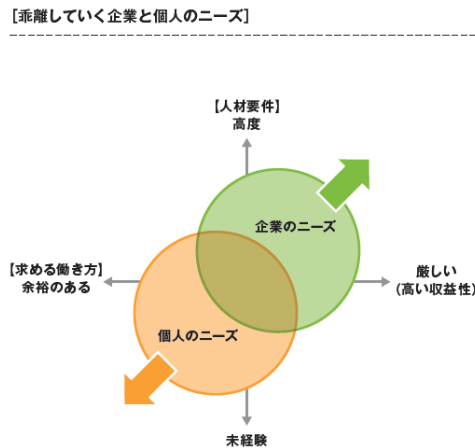 [乖離していく企業と個人のニーズ]
【人材要件】
高度
企業のニーズ
【求める働き方】
余裕のある
厳しい
(高い収益性)
個人のニーズ
未経験